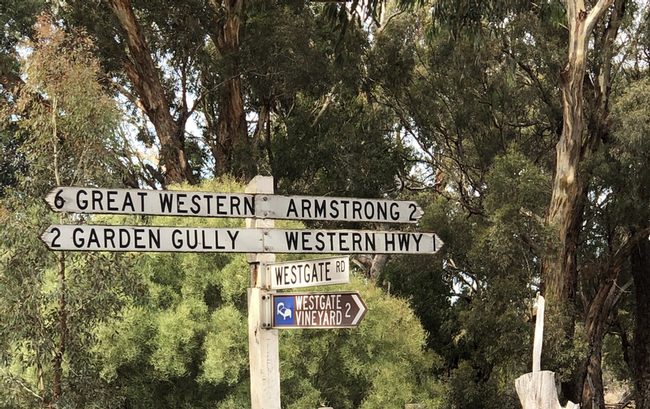 6 GREAT WESTERN
ARMSTRONG 2
2 GARDEN GULLY
WESTERN HWY 1
WESTGATE RD
WESTGATE
VINEYARD 2